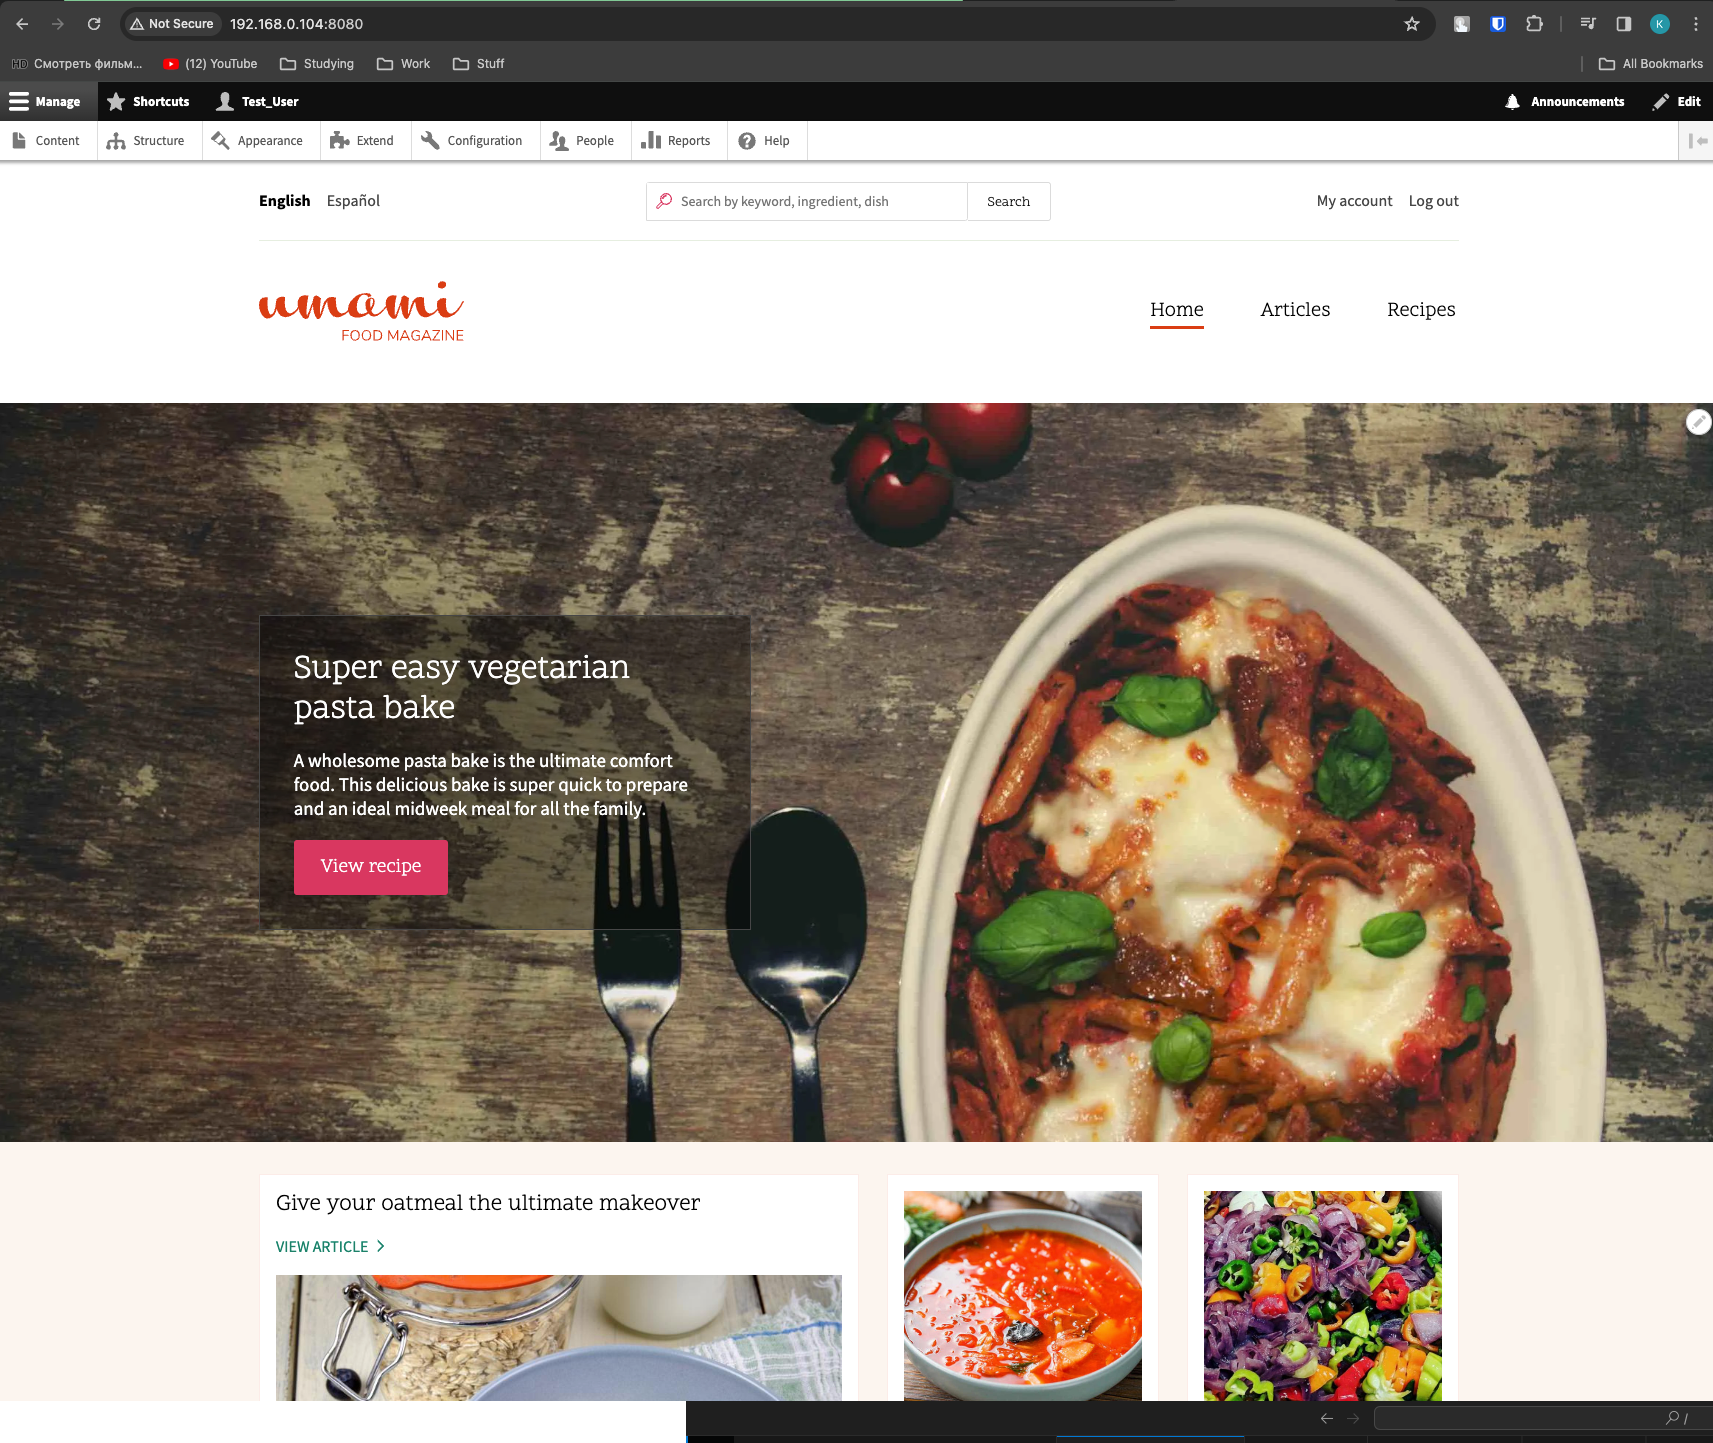 Not Secure 192.168.0.104:8080
K
HD Смотреть фильм... (12) YouTube Studying Work Stuff All Bookmarks
Manage Shortcuts Test_User Announcements Edit
Content Structure Appearance Extend Configuration People Reports Help
English Español Search by keyword, ingredient, dish Search My account Log out
umami
FOOD MAGAZINE
Home Articles Recipes
Super easy vegetarian
pasta bake
A wholesome pasta bake is the ultimate comfort
food. This delicious bake is super quick to prepare
and an ideal midweek meal for all the family.
View recipe
Give your oatmeal the ultimate makeover
VIEW ARTICLE
/